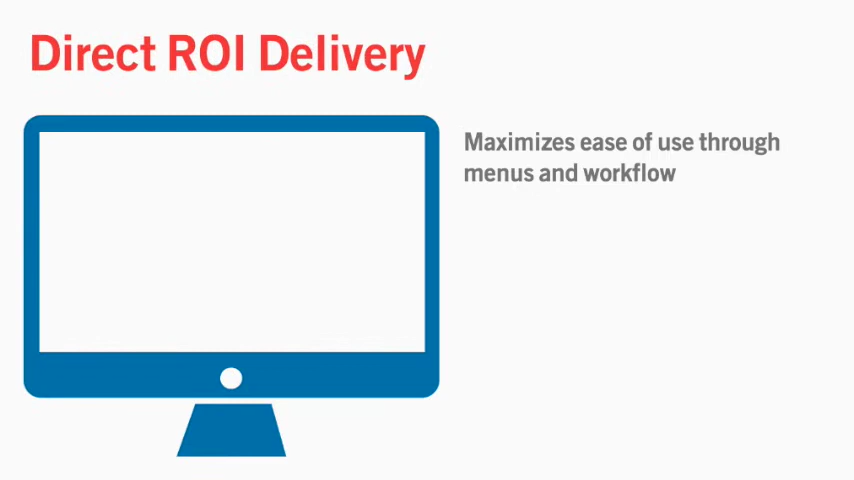 Direct ROI Delivery
Maximizes ease of use through
menus and workflow